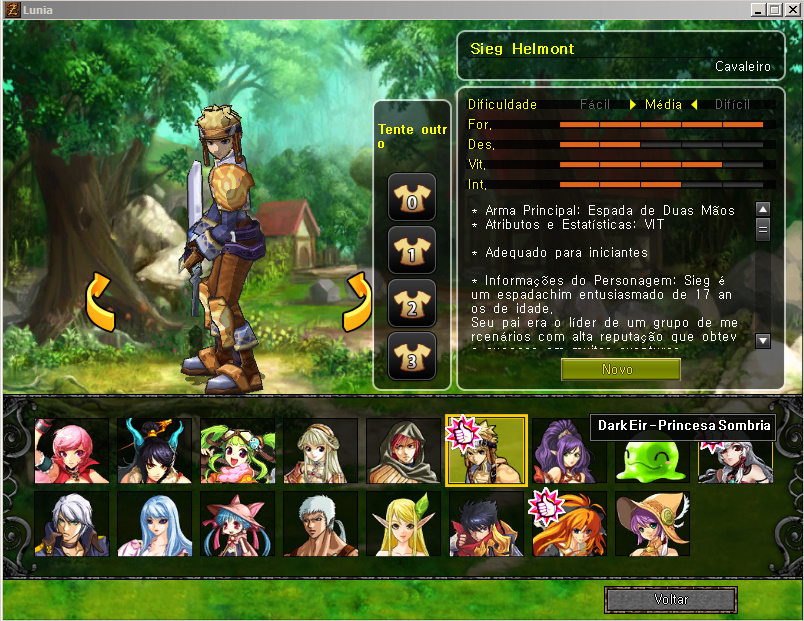 Lunia
Sieg Helmont
Cavaleiro
Tente outr
o
0
1
2
3
Dificuldade Fácil Média Difícil
For.
Des.
Vit.
Int.
* Arma Principal: Espada de Duas Mãos
* Atributos e Estatísticas: VIT
* Adequado para iniciantes
* Informações do Personagem: Sieg é
um espadachim entusiasmado de 17 an
os de idade.
Seu pai era o líder de um grupo de me
rcenários com alta reputação que obtev
Novo
DarkEir-Princesa Sombria
Voltar